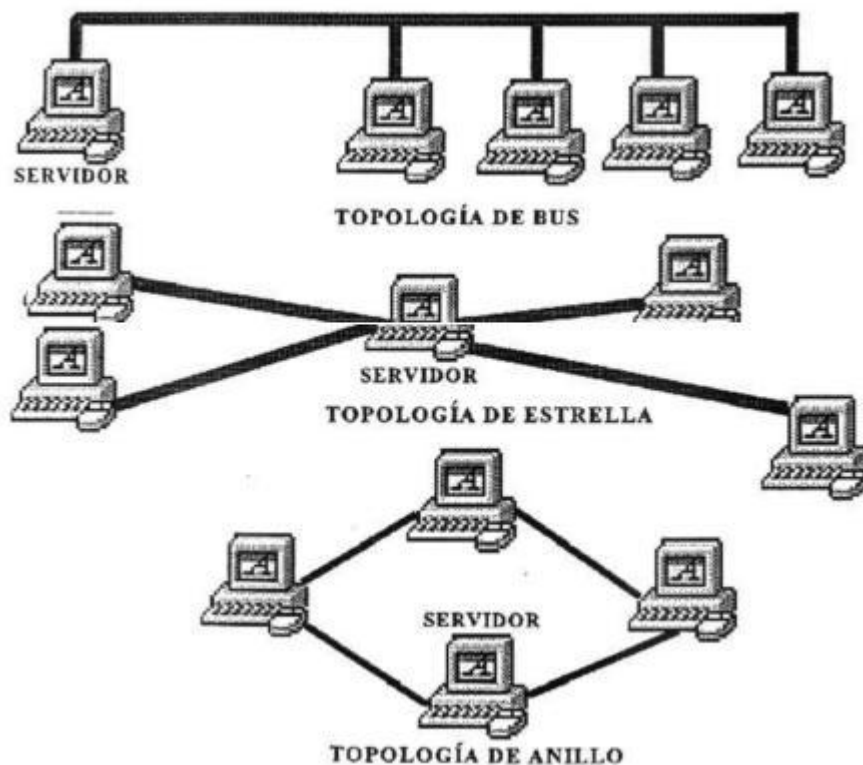 SERVIDOR
TOPOLOGÍA DE BUS
SERVIDOR
TOPOLOGÍA DE ESTRELLA
SERVIDOR
TOPOLOGÍA DE ANILLO